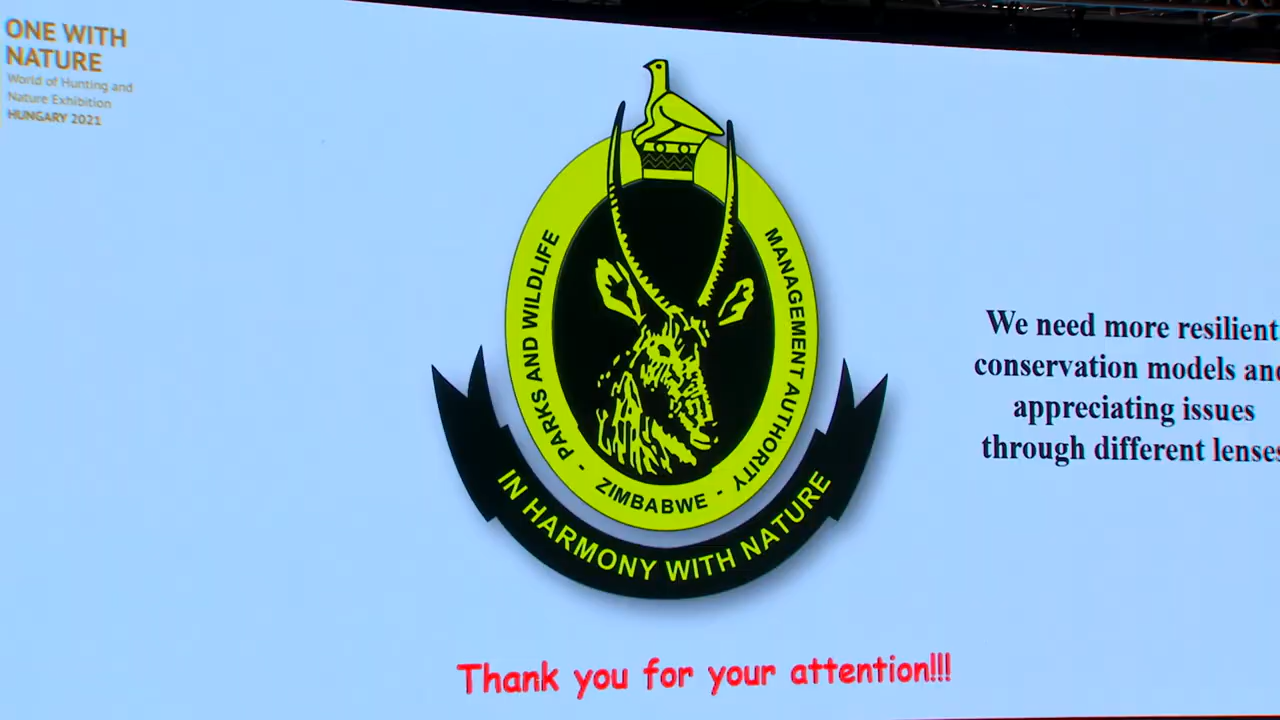 ONE WITH
NATURE
World of Hunting and
Nature Exhibition
HUNGARY 2021
PARKS AND WILDLIFE
MANAGEMENT AUTHORITY
- ZIMBABWE -
IN HARMONY WITH NATURE
We need more resilient
conservation models and
appreciating issues
through different lenses
Thank you for your attention!!!